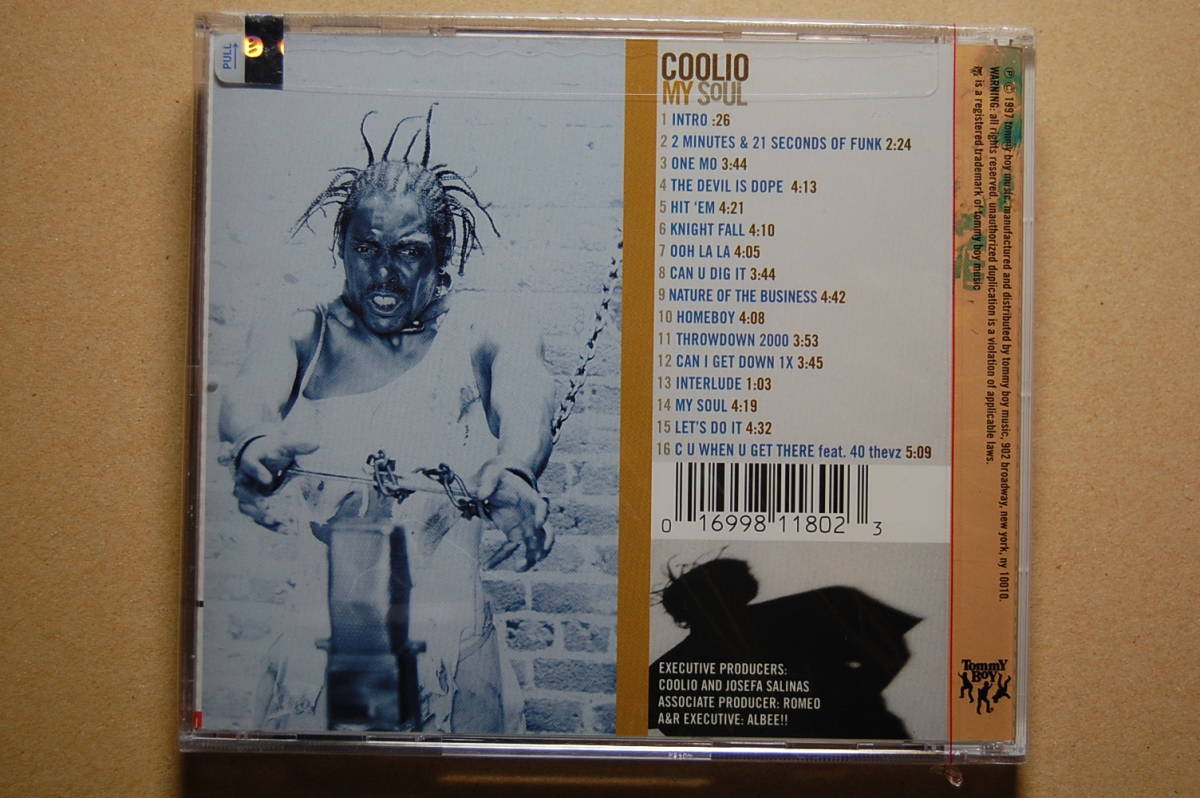 PULL
COOLIO
MY SOUL
1 INTRO :26
2 2 MINUTES & 21 SECONDS OF FUNK 2:24
3 ONE MO 3:44
4 THE DEVIL IS DOPE 4:13
5 HIT ‘EM 4:21
6 KNIGHT FALL 4:10
7 OOH LA LA 4:05
8 CAN U DIG IT 3:44
9 NATURE OF THE BUSINESS 4:42
10 HOMEBOY 4:08
11 THROWDOWN 2000 3:53
12 CAN I GET DOWN 1X 3:45
13 INTERLUDE 1:03
14 MY SOUL 4:19
15 LET'S DO IT 4:32
16 C U WHEN U GET THERE feat. 40 thevz 5:09
0 16998 11802 3
EXECUTIVE PRODUCERS:
COOLIO AND JOSEFA SALINAS
ASSOCIATE PRODUCER: ROMEO
A&R EXECUTIVE: ALBEE!!
℗ © 1997 tommy boy music, manufactured and distributed by tommy boy music, 902 broadway, new york, ny 10010.
WARNING: all rights reserved. unauthorized duplication is a violation of applicable laws.
is a registered trademark of tommy boy music
Tommy
Boy